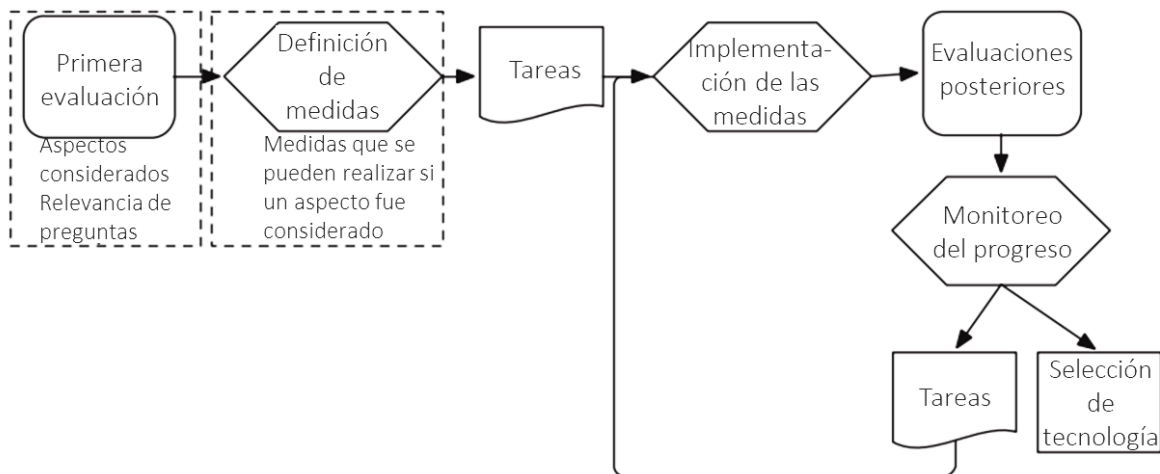 Primera
evaluación
Aspectos
considerados
Relevancia de
preguntas
Definición
de
medidas
Medidas que se
pueden realizar si
un aspecto fue
considerado
Tareas
Implementa-
ción de las
medidas
Evaluaciones
posteriores
Monitoreo
del progreso
Tareas
Selección
de
tecnología